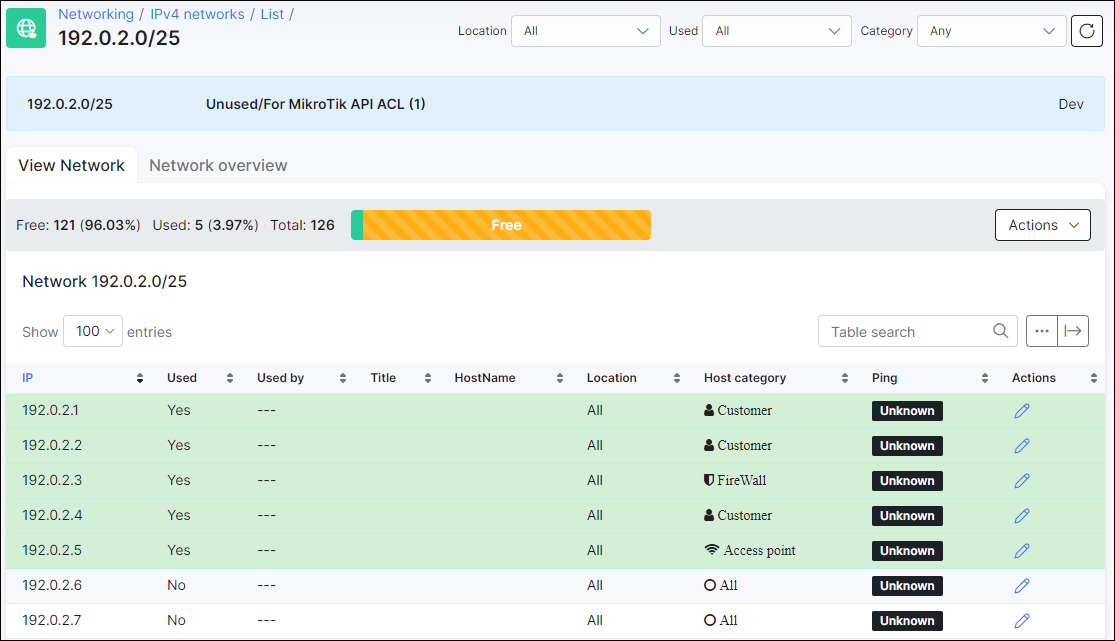 Networking / IPv4 networks / List /
192.0.2.0/25
Location All Used All Category Any
192.0.2.0/25 Unused/For MikroTik API ACL (1) Dev
View Network Network overview
Free: 121 (96.03%) Used: 5 (3.97%) Total: 126 Free Actions
Network 192.0.2.0/25
Show 100 entries Table search
IP Used Used by Title HostName Location Host category Ping Actions
192.0.2.1 Yes --- All Customer Unknown
192.0.2.2 Yes --- All Customer Unknown
192.0.2.3 Yes --- All FireWall Unknown
192.0.2.4 Yes --- All Customer Unknown
192.0.2.5 Yes --- All Access point Unknown
192.0.2.6 No --- All All Unknown
192.0.2.7 No --- All All Unknown